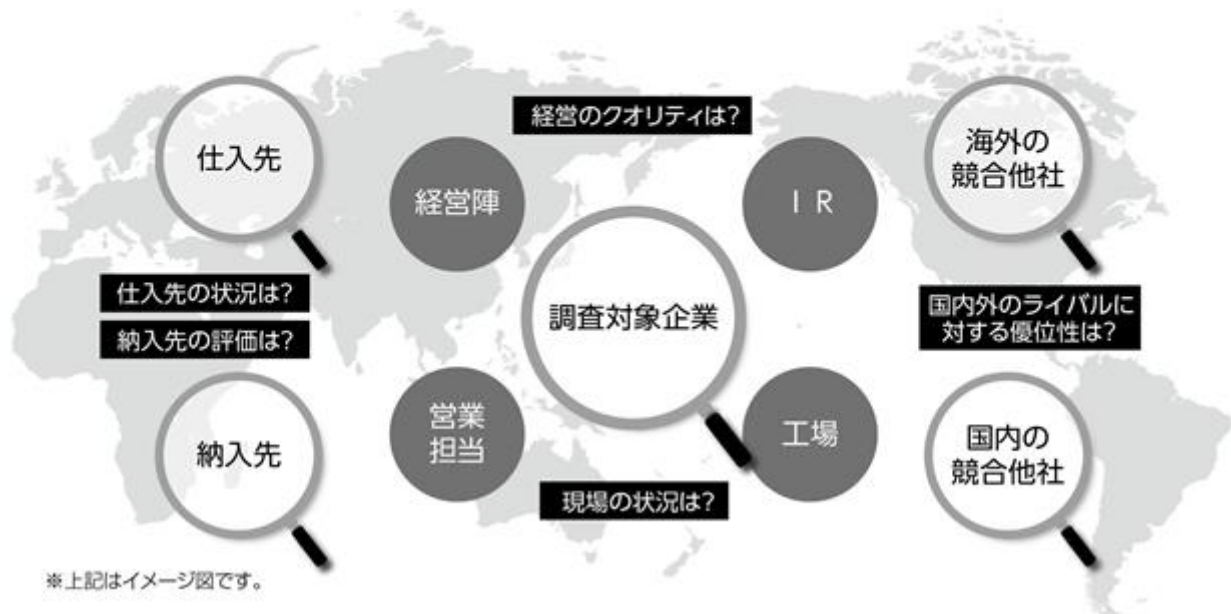 経営のクオリティは?
仕入先
経営陣
I R
海外の
競合他社
調査対象企業
仕入先の状況は?
納入先の評価は?
国内外のライバルに
対する優位性は?
納入先
営業
担当
工場
国内の
競合他社
現場の状況は?
※上記はイメージ図です。